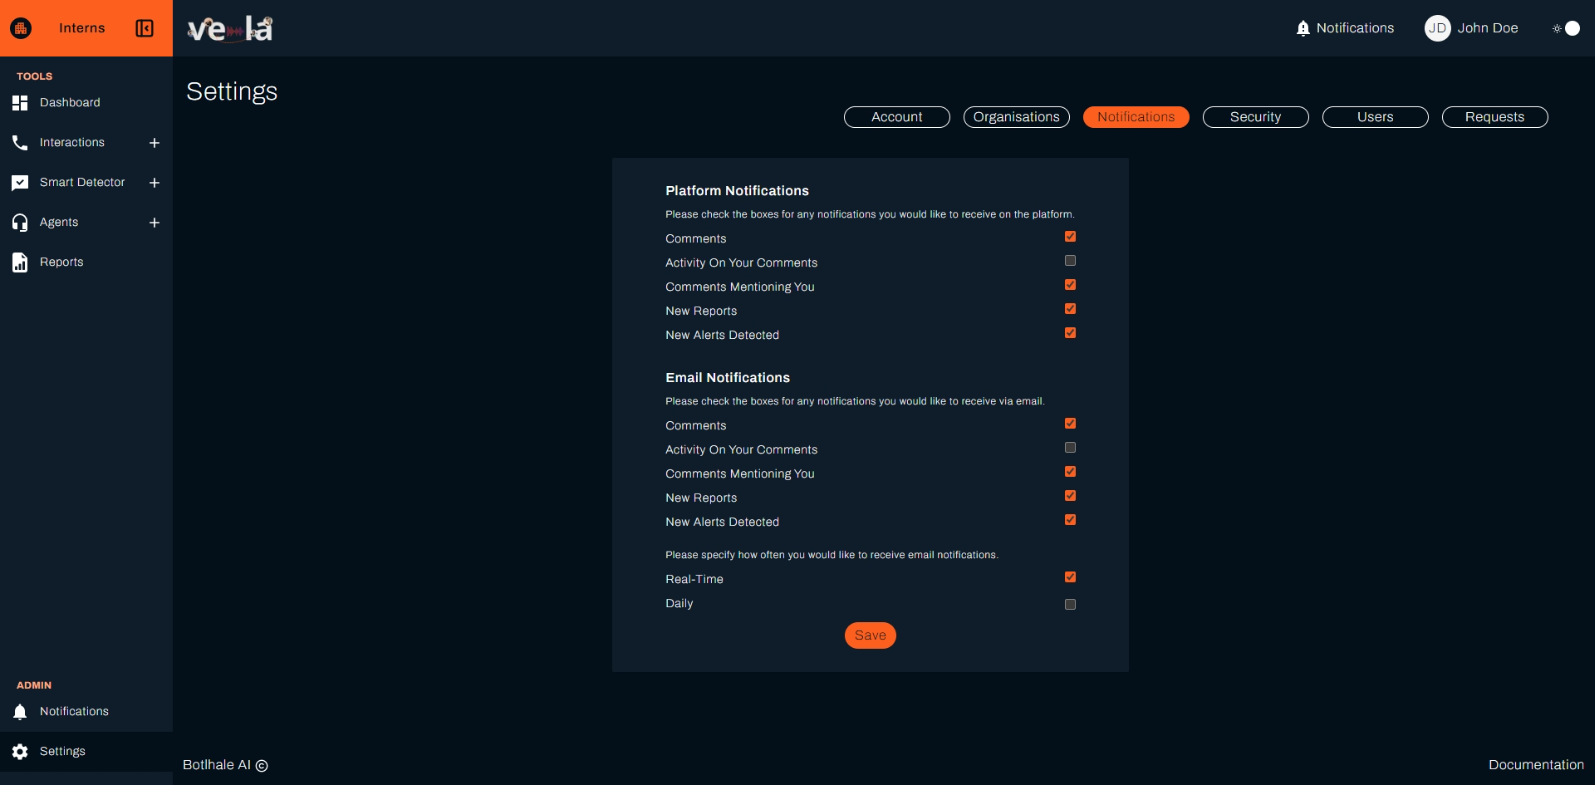 Interns
vela
Notifications
JD
John Doe
TOOLS
Dashboard
Interactions +
Smart Detector +
Agents +
Reports
Settings
Account
Organisations
Notifications
Security
Users
Requests
Platform Notifications
Please check the boxes for any notifications you would like to receive on the platform.
Comments
Activity On Your Comments
Comments Mentioning You
New Reports
New Alerts Detected
Email Notifications
Please check the boxes for any notifications you would like to receive via email.
Comments
Activity On Your Comments
Comments Mentioning You
New Reports
New Alerts Detected
Please specify how often you would like to receive email notifications.
Real-Time
Daily
Save
ADMIN
Notifications
Settings
Botlhale AI ©
Documentation